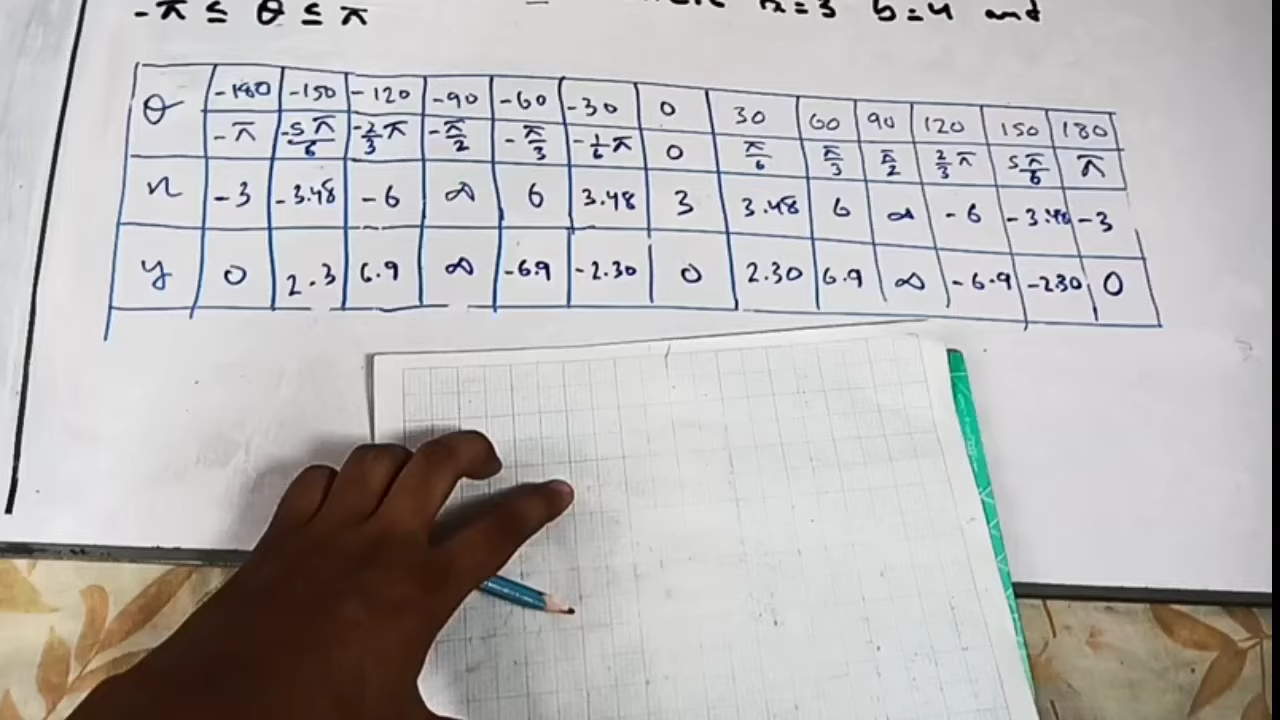 -π ≤ θ ≤ π a=3 b=4 and
θ -180 -150 -120 -90 -60 -30 0 30 60 90 120 150 180
-π -5π/6 -2/3π -π/2 -π/3 -1/6π 0 π/6 π/3 π/2 2/3π 5π/6 π
x -3 -3.48 -6 ∞ 6 3.48 3 3.48 6 ∞ -6 -3.48 -3
y 0 2.3 6.9 ∞ -6.9 -2.30 0 2.30 6.9 ∞ -6.9 -2.30 0